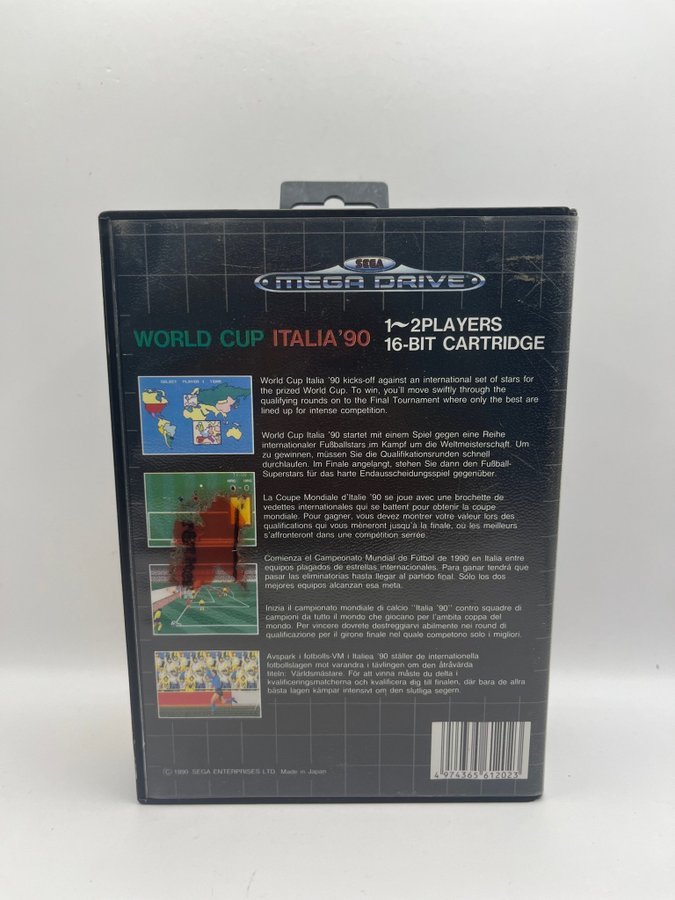 SEGA
MEGA DRIVE
WORLD CUP ITALIA'90
1~2PLAYERS
16-BIT CARTRIDGE
SELECT PLAYER 1 TEAM
World Cup Italia '90 kicks-off against an international set of stars for
the prized World Cup. To win, you'll move swiftly through the
qualifying rounds on to the Final Tournament where only the best are
lined up for intense competition.
World Cup Italia '90 startet mit einem Spiel gegen eine Reihe
internationaler Fußballstars im Kampf um die Weltmeisterschaft. Um
zu gewinnen, müssen Sie die Qualifikationsrunden schnell
durchlaufen. Im Finale angelangt, stehen Sie dann den Fußball-
Superstars für das harte Endausscheidungsspiel gegenüber.
La Coupe Mondiale d'Italie '90 se joue avec une brochette de
vedettes internationales qui se battent pour obtenir la coupe
mondiale. Pour gagner, vous devez montrer votre valeur lors des
qualifications qui vous mèneront jusqu'à la finale, où les meilleurs
s'affronteront dans une compétition serrée.
Comienza el Campeonato Mundial de Fútbol de 1990 en Italia entre
equipos plagados de estrellas internacionales. Para ganar tendrá que
pasar las eliminatorias hasta llegar al partido final. Sólo los dos
mejores equipos alcanzan esa meta.
Inizia il campionato mondiale di calcio "Italia '90" contro squadre di
campioni da tutto il mondo che giocano per l'ambita coppa del
mondo. Per vincere dovrete destreggiarvi abilmente nei round di
qualificazione per il girone finale nel quale competono solo i migliori.
Avspark i fotbolls-VM i Italiea '90 ställer de internationella
fotbollslagen mot varandra i tävlingen om den åtråvärda
titeln: Världsmästare. För att vinna måste du delta i
kvalificeringsmatcherna och kvalificera dig till finalen, där bara de allra
bästa lagen kämpar intensivt om den slutliga segern.
© 1990 SEGA ENTERPRISES LTD. Made in Japan
4 974365 612023